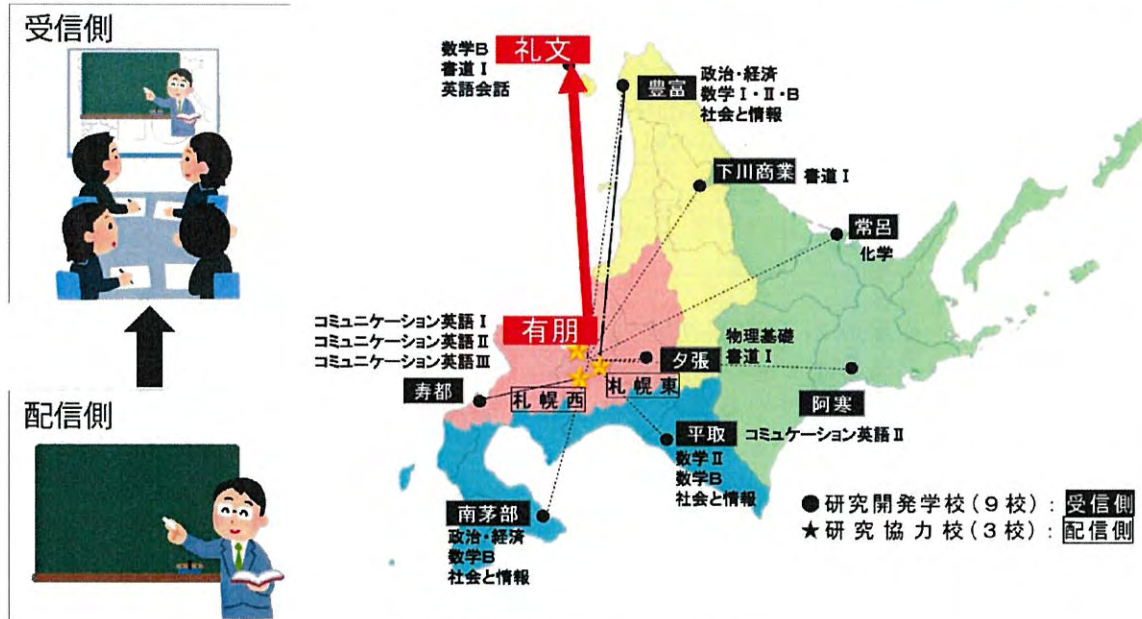 受信側
配信側
数学B
書道Ⅰ
英語会話
礼文
豊富
政治・経済
数学Ⅰ・Ⅱ・B
社会と情報
下川商業
書道Ⅰ
常呂
化学
コミュニケーション英語Ⅰ
コミュニケーション英語Ⅱ
コミュニケーション英語Ⅲ
有朋
物理基礎
書道Ⅰ
夕張
寿都
札幌西
札幌東
阿寒
平取
コミュケーション英語Ⅱ
数学Ⅱ
数学B
社会と情報
南茅部
政治・経済
数学B
社会と情報
●研究開発学校(9校):受信側
★研究協力校(3校):配信側